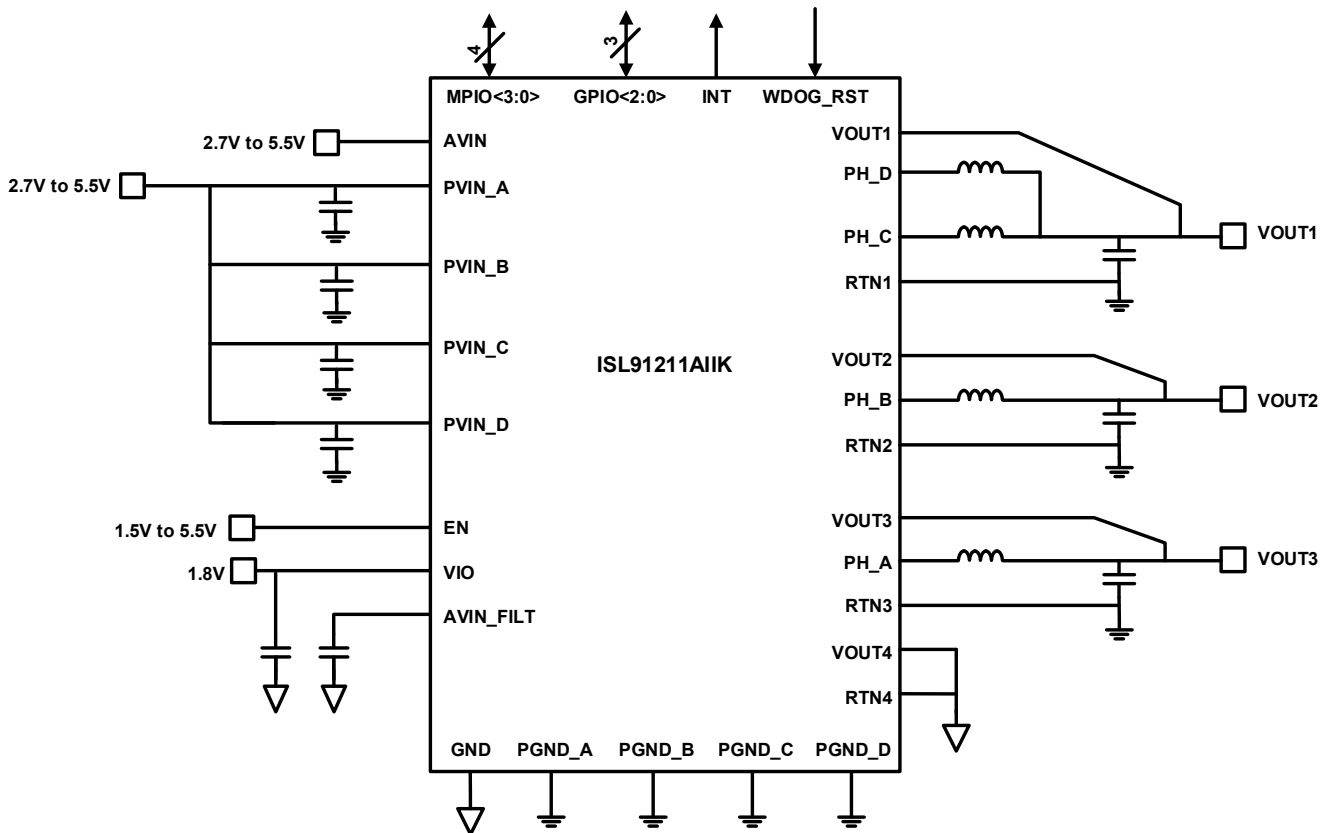 4
3
MPIO<3:0>
GPIO<2:0>
INT
WDOG_RST
2.7V to 5.5V
AVIN
2.7V to 5.5V
PVIN_A
PVIN_B
PVIN_C
PVIN_D
1.5V to 5.5V
EN
1.8V
VIO
AVIN_FILT
ISL91211AIIK
VOUT1
PH_D
PH_C
VOUT1
RTN1
VOUT2
PH_B
VOUT2
RTN2
VOUT3
PH_A
VOUT3
RTN3
VOUT4
RTN4
GND
PGND_A
PGND_B
PGND_C
PGND_D